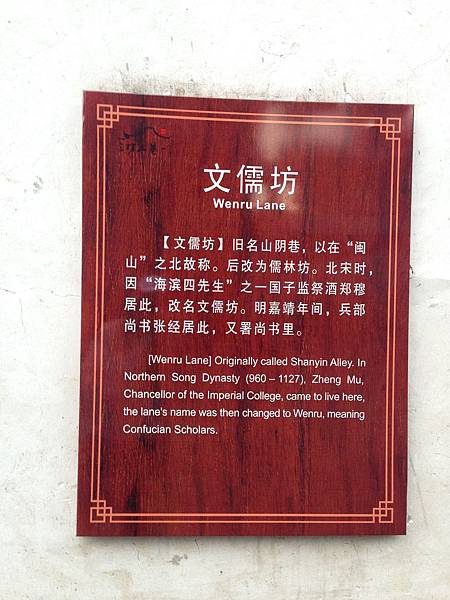 文儒坊
Wenru Lane
【文儒坊】旧名山阴巷，以在“闽
山”之北故称。后改为儒林坊。北宋时，
因“海滨四先生”之一国子监祭酒郑穆
居此，改名文儒坊。明嘉靖年间，兵部
尚书张经居此，又署尚书里。
[Wenru Lane] Originally called Shanyin Alley. In
Northern Song Dynasty (960 – 1127), Zheng Mu,
Chancellor of the Imperial College, came to live here,
the lane's name was then changed to Wenru, meaning
Confucian Scholars.